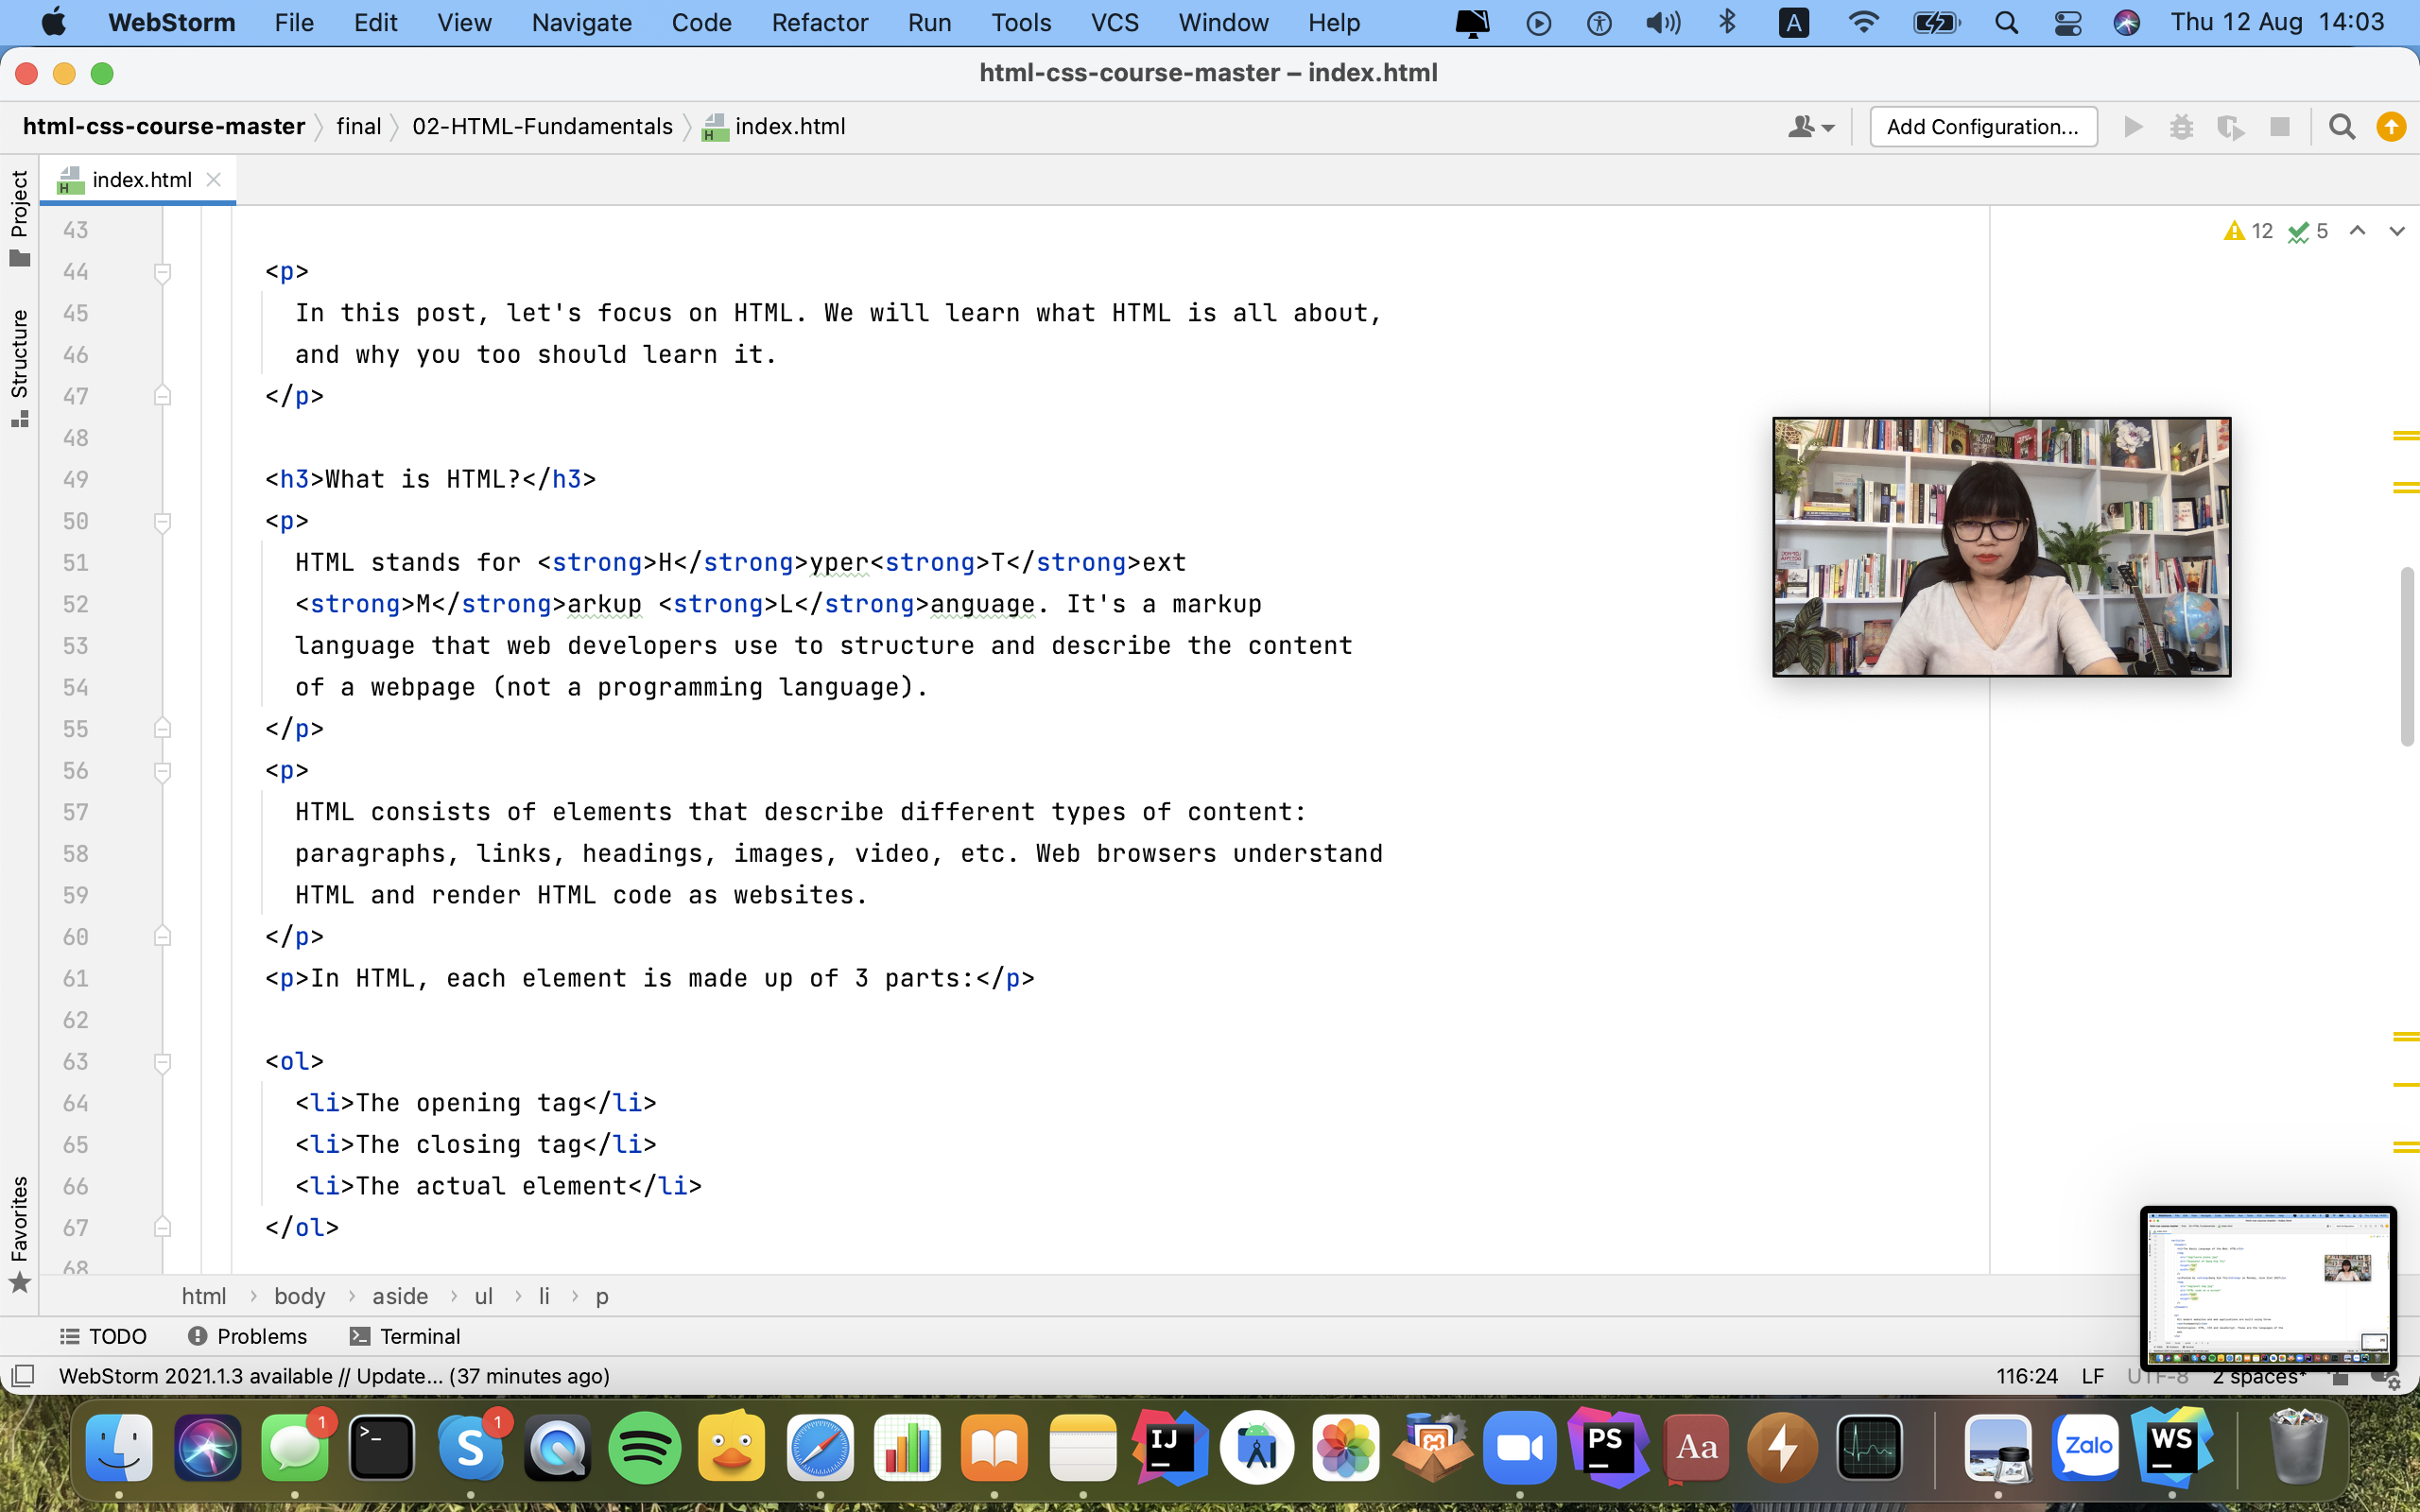 WebStorm File Edit View Navigate Code Refactor Run Tools VCS Window Help A Thu 12 Aug 14:03
html-css-course-master – index.html
html-css-course-master final 02-HTML-Fundamentals index.html Add Configuration...
Project
Structure
Favorites
index.html
12 5
43
44 <p>
45 In this post, let's focus on HTML. We will learn what HTML is all about,
46 and why you too should learn it.
47 </p>
48
49 <h3>What is HTML?</h3>
50 <p>
51 HTML stands for <strong>H</strong>yper<strong>T</strong>ext
52 <strong>M</strong>arkup <strong>L</strong>anguage. It's a markup
53 language that web developers use to structure and describe the content
54 of a webpage (not a programming language).
55 </p>
56 <p>
57 HTML consists of elements that describe different types of content:
58 paragraphs, links, headings, images, video, etc. Web browsers understand
59 HTML and render HTML code as websites.
60 </p>
61 <p>In HTML, each element is made up of 3 parts:</p>
62
63 <ol>
64 <li>The opening tag</li>
65 <li>The closing tag</li>
66 <li>The actual element</li>
67 </ol>
68
html › body › aside › ul › li › p
TODO Problems Terminal
WebStorm 2021.1.3 available // Update... (37 minutes ago) 116:24 LF UTF-8 2 spaces*
1 1 S IJ PS Aa Zalo WS